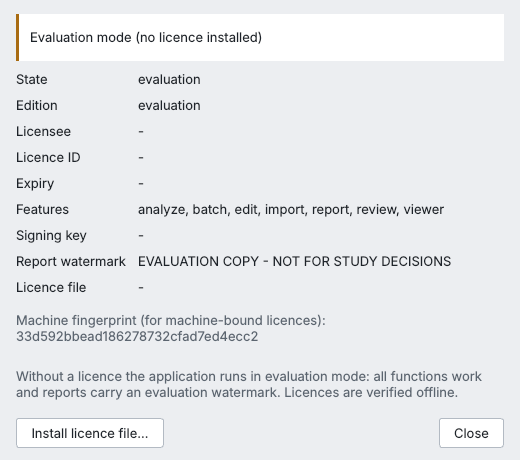 Evaluation mode (no licence installed)
State evaluation
Edition evaluation
Licensee -
Licence ID -
Expiry -
Features analyze, batch, edit, import, report, review, viewer
Signing key -
Report watermark EVALUATION COPY - NOT FOR STUDY DECISIONS
Licence file -
Machine fingerprint (for machine-bound licences):
33d592bbead186278732cfad7ed4ecc2
Without a licence the application runs in evaluation mode: all functions work
and reports carry an evaluation watermark. Licences are verified offline.
Install licence file... Close